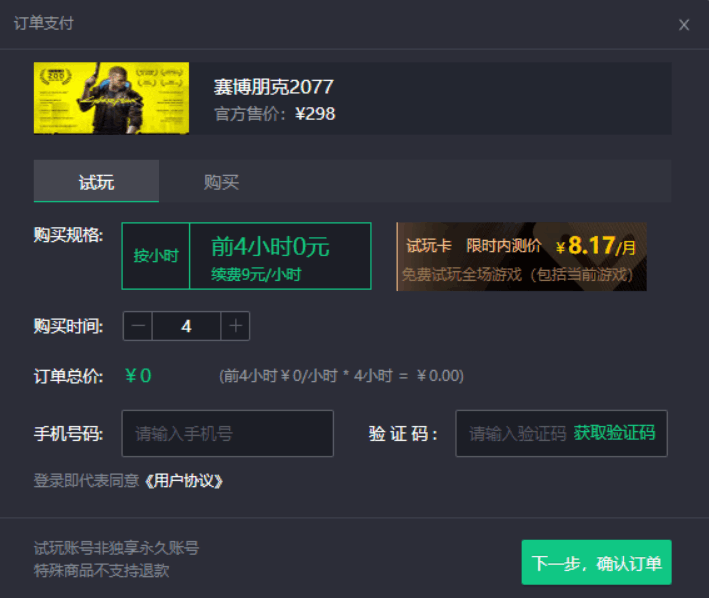 订单支付 X
赛博朋克2077
官方售价：¥298
试玩 购买
购买规格:
按小时 前4小时0元
续费9元/小时
试玩卡 限时内测价 ¥8.17/月
免费试玩全场游戏（包括当前游戏）
购买时间: — 4 +
订单总价: ¥0 (前4小时¥0/小时 * 4小时 = ¥0.00)
手机号码: 请输入手机号 验 证 码： 请输入验证码 获取验证码
登录即代表同意《用户协议》
试玩账号非独享永久账号
特殊商品不支持退款
下一步，确认订单